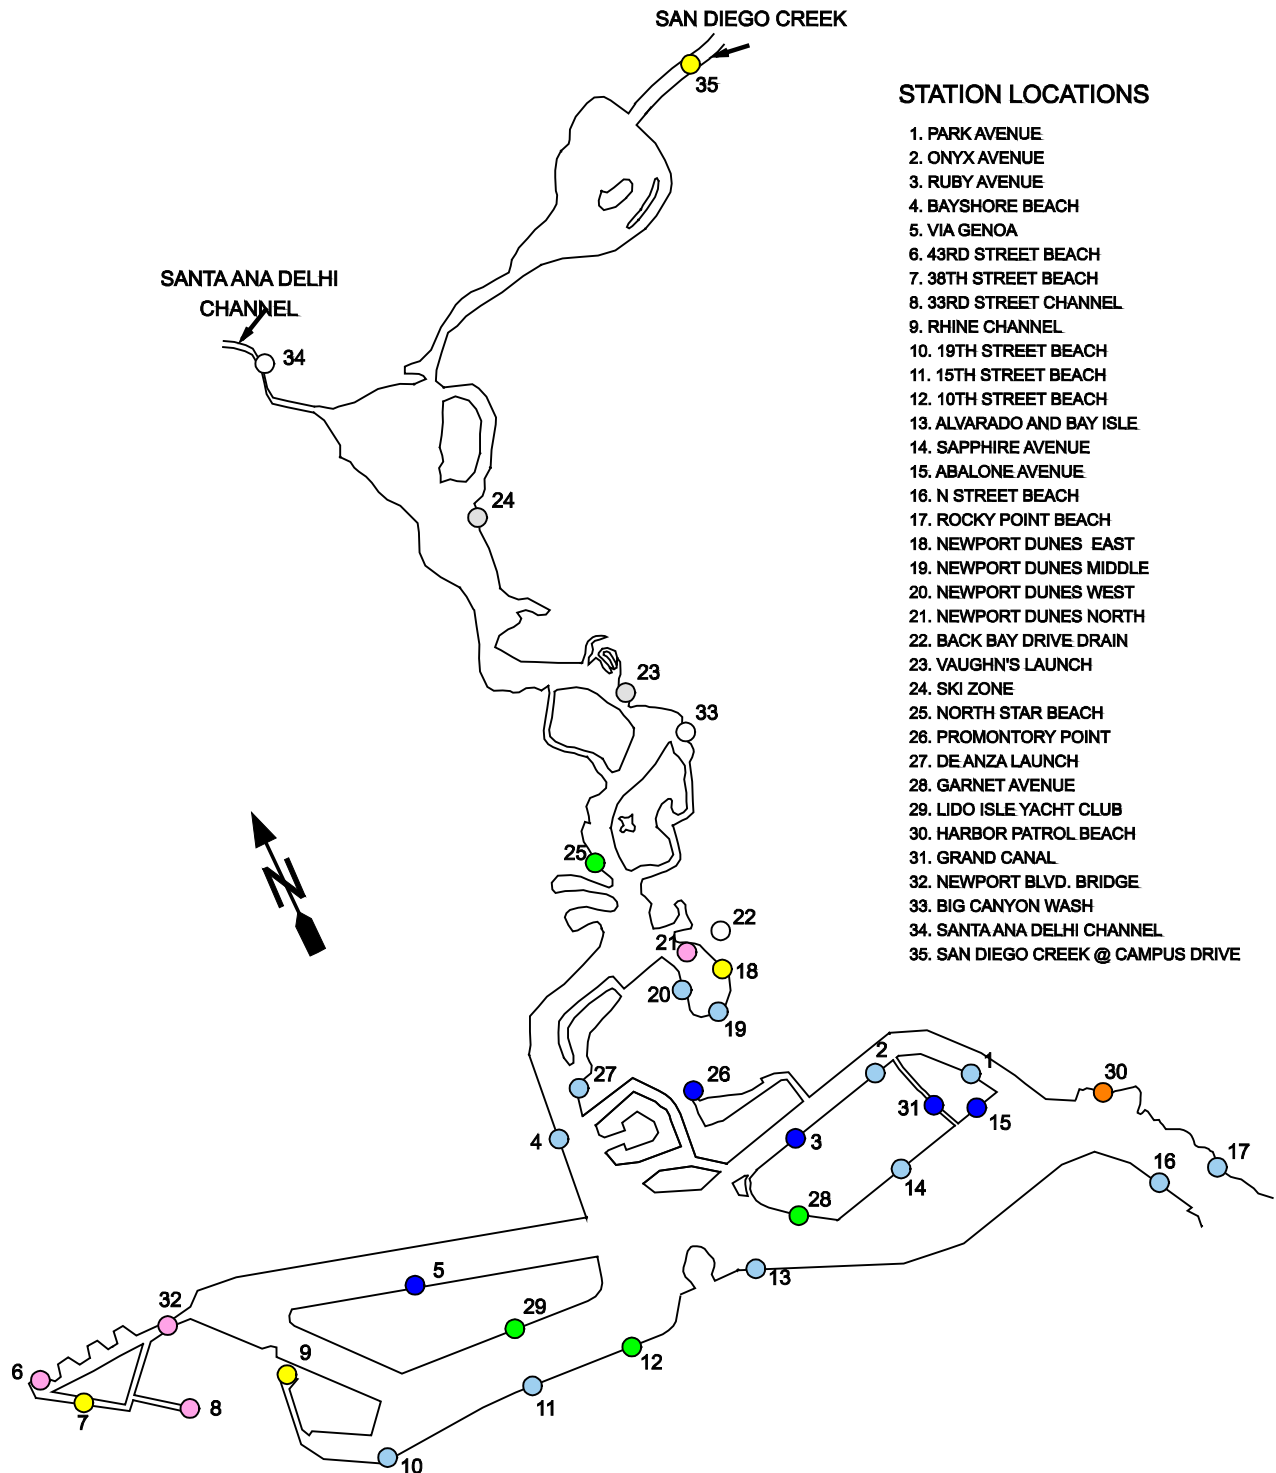 SAN DIEGO CREEK
35
STATION LOCATIONS
1. PARK AVENUE
2. ONYX AVENUE
3. RUBY AVENUE
4. BAYSHORE BEACH
5. VIA GENOA
6. 43RD STREET BEACH
7. 38TH STREET BEACH
8. 33RD STREET CHANNEL
9. RHINE CHANNEL
10. 19TH STREET BEACH
11. 15TH STREET BEACH
12. 10TH STREET BEACH
13. ALVARADO AND BAY ISLE
14. SAPPHIRE AVENUE
15. ABALONE AVENUE
16. N STREET BEACH
17. ROCKY POINT BEACH
18. NEWPORT DUNES EAST
19. NEWPORT DUNES MIDDLE
20. NEWPORT DUNES WEST
21. NEWPORT DUNES NORTH
22. BACK BAY DRIVE DRAIN
23. VAUGHN'S LAUNCH
24. SKI ZONE
25. NORTH STAR BEACH
26. PROMONTORY POINT
27. DE ANZA LAUNCH
28. GARNET AVENUE
29. LIDO ISLE YACHT CLUB
30. HARBOR PATROL BEACH
31. GRAND CANAL
32. NEWPORT BLVD. BRIDGE
33. BIG CANYON WASH
34. SANTA ANA DELHI CHANNEL
35. SAN DIEGO CREEK @ CAMPUS DRIVE
SANTA ANA DELHI
CHANNEL
34
24
23
33
25
N
22
21
18
20
19
2
1
27
26
30
31
15
4
3
17
14
16
28
5
13
32
29
9
12
6
11
7
8
10